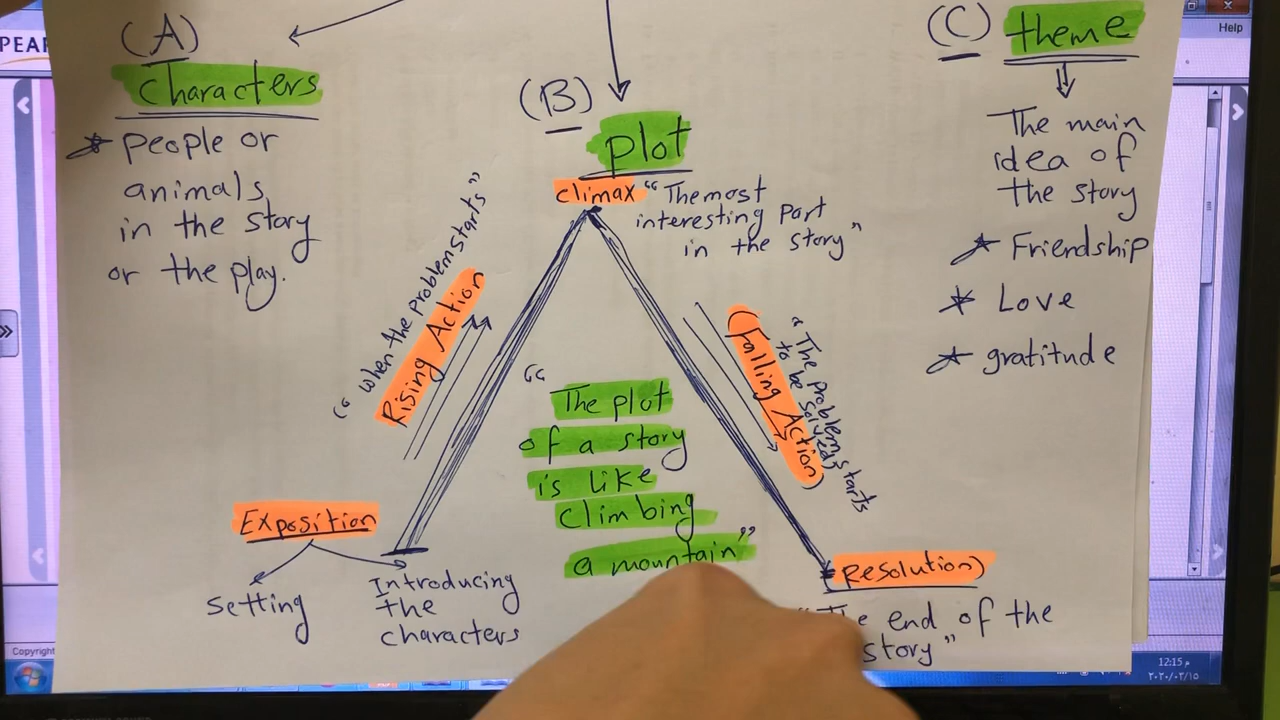 PEAR
Help
(A)
Characters
* People or
animals
in the story
or the play.
(B)
plot
climax “The most
interesting part
in the story”
“when the problem starts”
Rising Action
(Falling Action)
“The problem starts
to be solved”
“The plot
of a story
is like
climbing
a mountain”
Exposition
setting
Introducing
the
characters
Resolution)
"The end of the
story”
(C) theme
The main
idea of
the story
* Friendship
* Love
* gratitude
Copyright
12:15 م
٢٠٢٠/٠٣/١٥